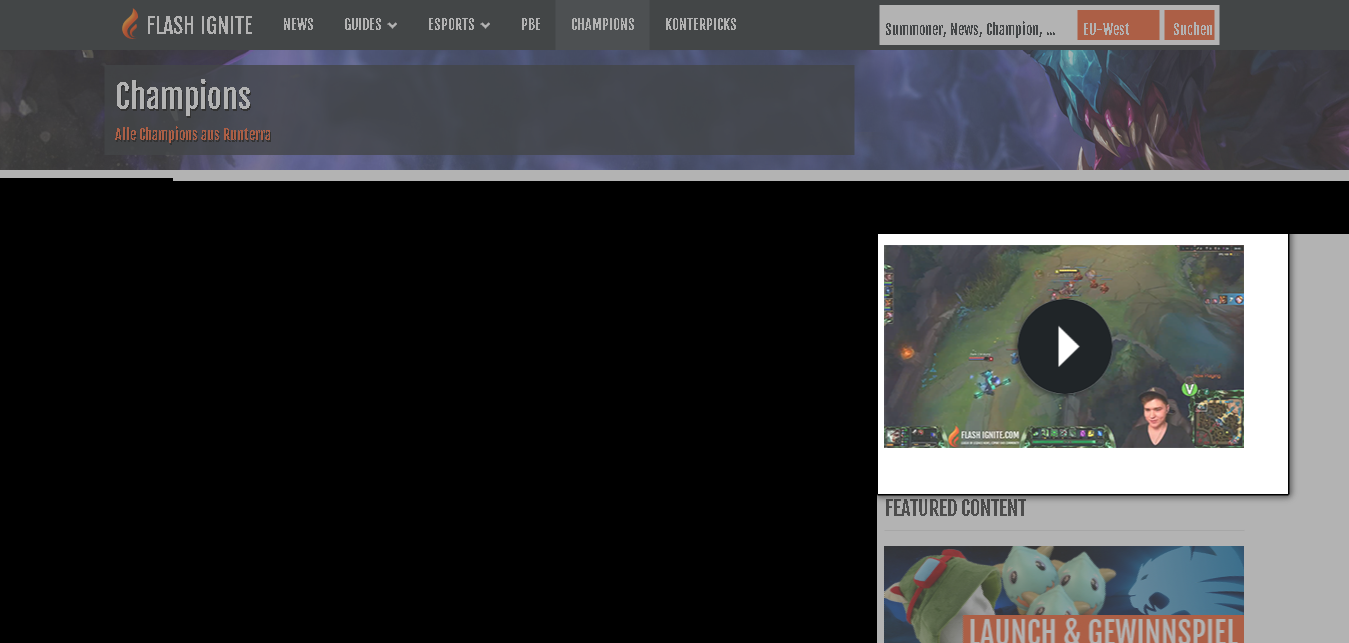 FLASH IGNITE NEWS GUIDES ESPORTS PBE CHAMPIONS KONTERPICKS Summoner, News, Champion, ... EU-West Suchen
Champions
Alle Champions aus Runterra
V
FLASH IGNITE.COM
FEATURED CONTENT
LAUNCH & GEWINNSPIEL